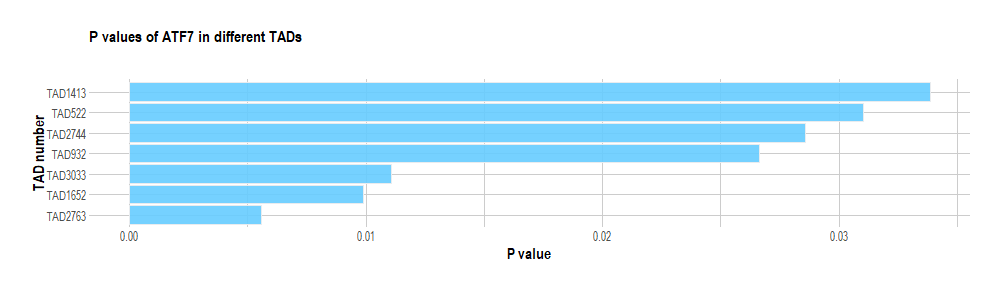 P values of ATF7 in different TADs
TAD number
TAD1413
TAD522
TAD2744
TAD932
TAD3033
TAD1652
TAD2763
0.00 0.01 0.02 0.03
P value